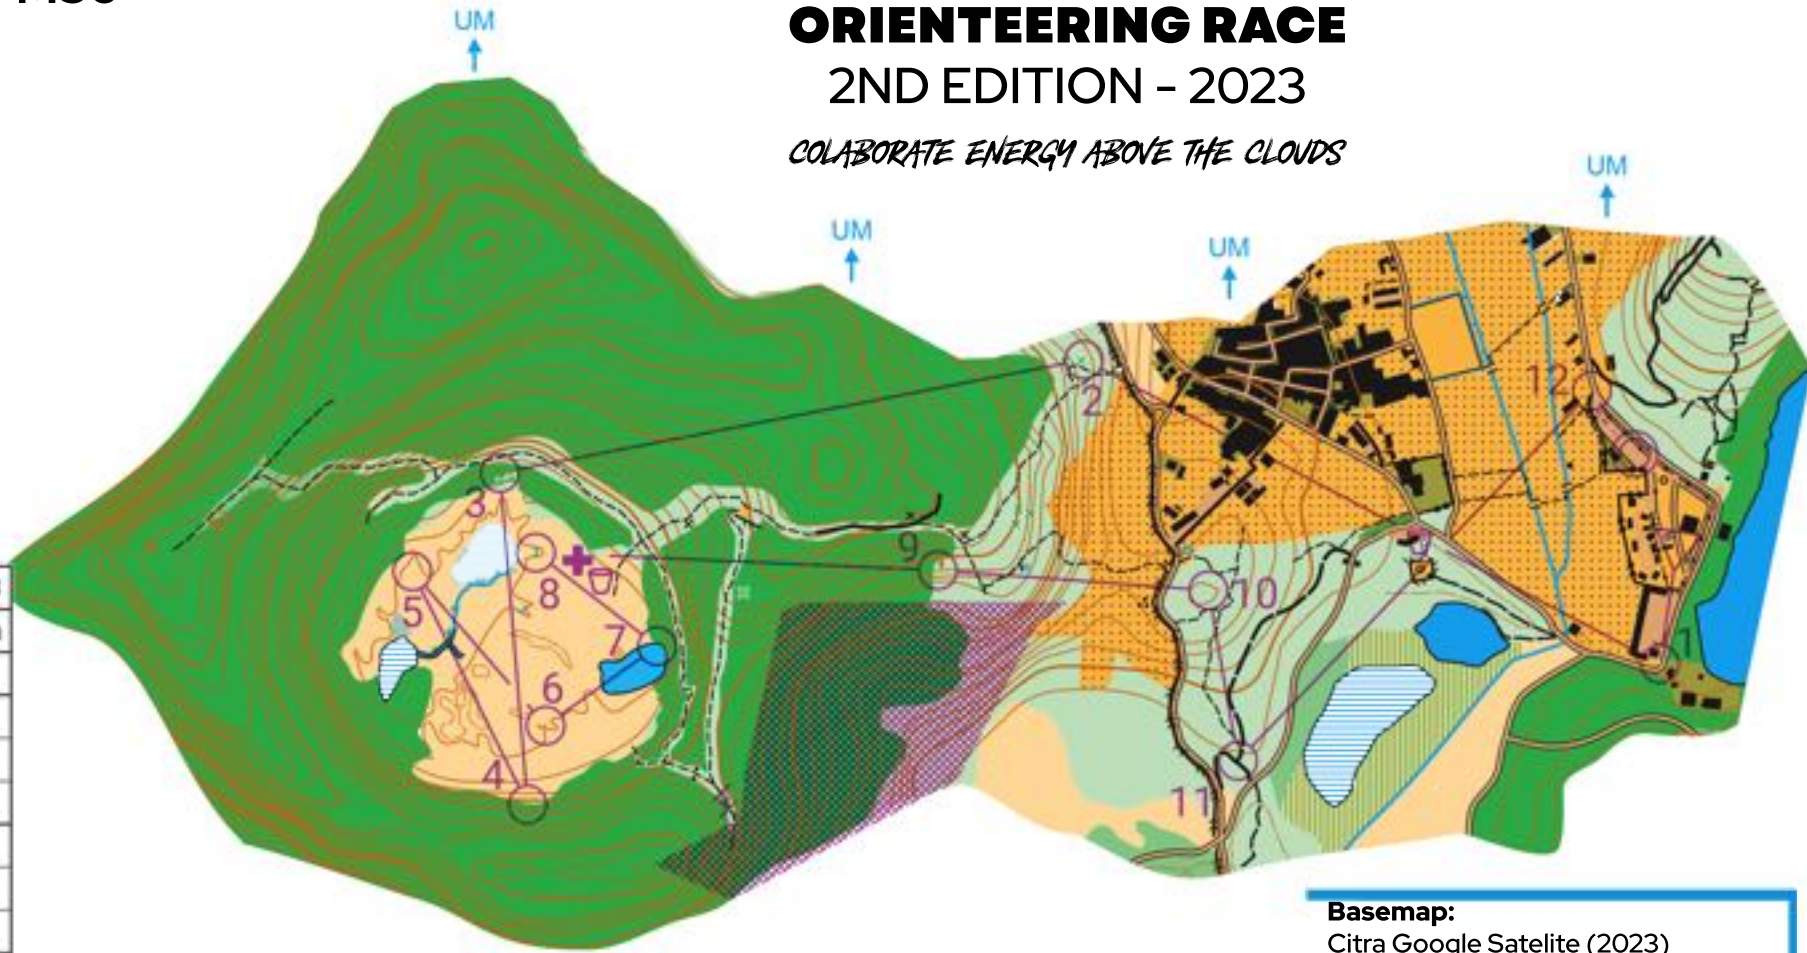 ORIENTEERING RACE
2ND EDITION - 2023
COLABORATE ENERGY ABOVE THE CLOUDS
UM
UM
UM
UM
2
12
3
9
5
8
10
7
6
4
11
1
Basemap:
Citra Google Satelite (2023)